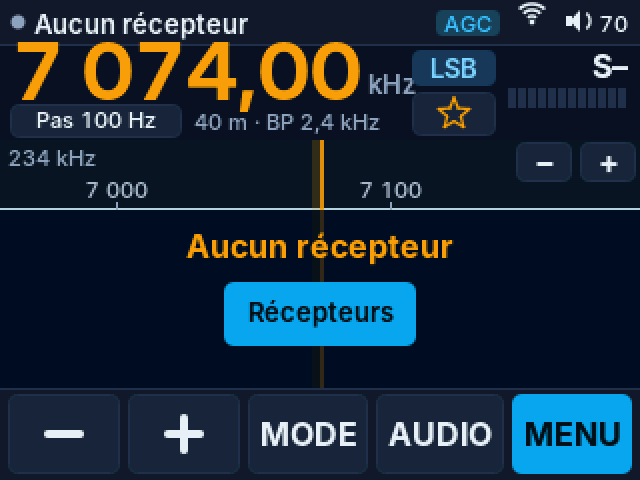 Aucun récepteur AGC 70
7 074,00 kHz LSB S–
Pas 100 Hz 40 m · BP 2,4 kHz
234 kHz − +
7 000 7 100
Aucun récepteur
Récepteurs
− + MODE AUDIO MENU